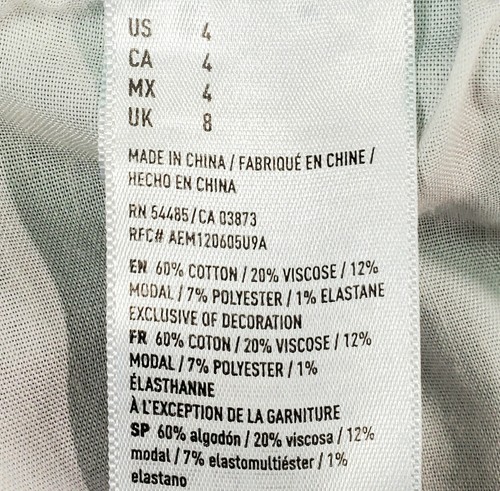 US 4
CA 4
MX 4
UK 8
MADE IN CHINA / FABRIQUÉ EN CHINE /
HECHO EN CHINA
RN 54485/CA 03873
RFC# AEM120605U9A
EN 60% COTTON / 20% VISCOSE / 12%
MODAL / 7% POLYESTER / 1% ELASTANE
EXCLUSIVE OF DECORATION
FR 60% COTON / 20% VISCOSE / 12%
MODAL / 7% POLYESTER / 1%
ÉLASTHANNE
À L'EXCEPTION DE LA GARNITURE
SP 60% algodón / 20% viscosa / 12%
modal / 7% elastomultiéster / 1%
elastano